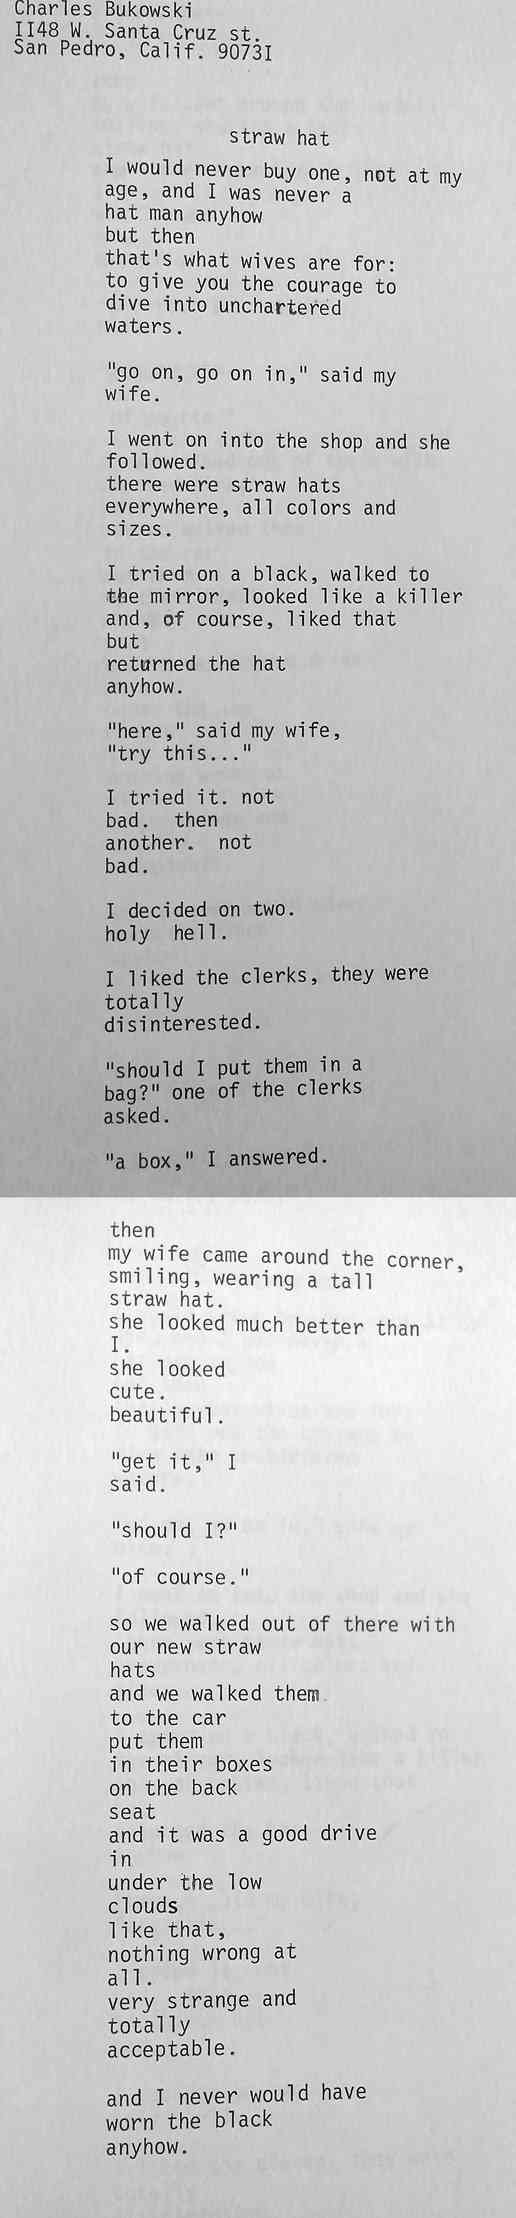 Charles Bukowski
II48 W. Santa Cruz st.
San Pedro, Calif. 9073I
straw hat
I would never buy one, not at my
age, and I was never a
hat man anyhow
but then
that's what wives are for:
to give you the courage to
dive into unchartered
waters.
"go on, go on in," said my
wife.
I went on into the shop and she
followed.
there were straw hats
everywhere, all colors and
sizes.
I tried on a black, walked to
the mirror, looked like a killer
and, of course, liked that
but
returned the hat
anyhow.
"here," said my wife,
"try this..."
I tried it. not
bad.  then
another.  not
bad.
I decided on two.
holy  hell.
I liked the clerks, they were
totally
disinterested.
"should I put them in a
bag?" one of the clerks
asked.
"a box," I answered.
then
my wife came around the corner,
smiling, wearing a tall
straw hat.
she looked much better than
I.
she looked
cute.
beautiful.
"get it," I
said.
"should I?"
"of course."
so we walked out of there with
our new straw
hats
and we walked them
to the car
put them
in their boxes
on the back
seat
and it was a good drive
in
under the low
clouds
like that,
nothing wrong at
all.
very strange and
totally
acceptable.
and I never would have
worn the black
anyhow.